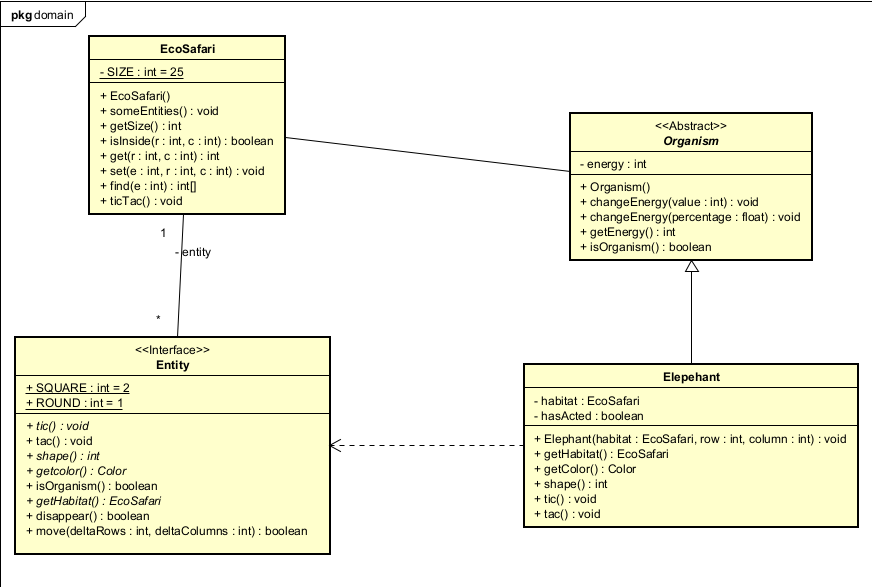 pkg domain
EcoSafari
- SIZE : int = 25
+ EcoSafari()
+ someEntities() : void
+ getSize() : int
+ isInside(r : int, c : int) : boolean
+ get(r : int, c : int) : int
+ set(e : int, r : int, c : int) : void
+ find(e : int) : int[]
+ ticTac() : void
<<Abstract>>
Organism
- energy : int
+ Organism()
+ changeEnergy(value : int) : void
+ changeEnergy(percentage : float) : void
+ getEnergy() : int
+ isOrganism() : boolean
1
- entity
*
<<Interface>>
Entity
+ SQUARE : int = 2
+ ROUND : int = 1
+ tic() : void
+ tac() : void
+ shape() : int
+ getcolor() : Color
+ isOrganism() : boolean
+ getHabitat() : EcoSafari
+ disappear() : boolean
+ move(deltaRows : int, deltaColumns : int) : boolean
Elepehant
- habitat : EcoSafari
- hasActed : boolean
+ Elephant(habitat : EcoSafari, row : int, column : int) : void
+ getHabitat() : EcoSafari
+ getColor() : Color
+ shape() : int
+ tic() : void
+ tac() : void